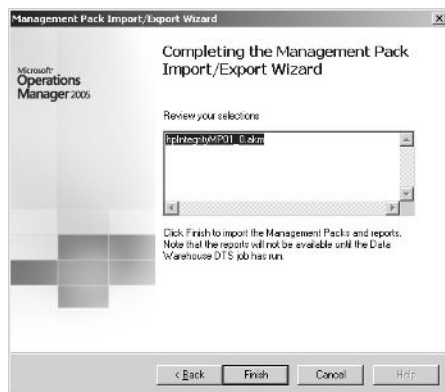 Management Pack Import/Export Wizard
Microsoft
Operations
Manager 2005
Completing the Management Pack
Import/Export Wizard
Review your selections
hpIntegrityMP01_0.akm
Click Finish to import the Management Packs and reports.
Note that the reports will not be available until the Data
Warehouse DTS job has run.
< Back
Finish
Cancel
Help